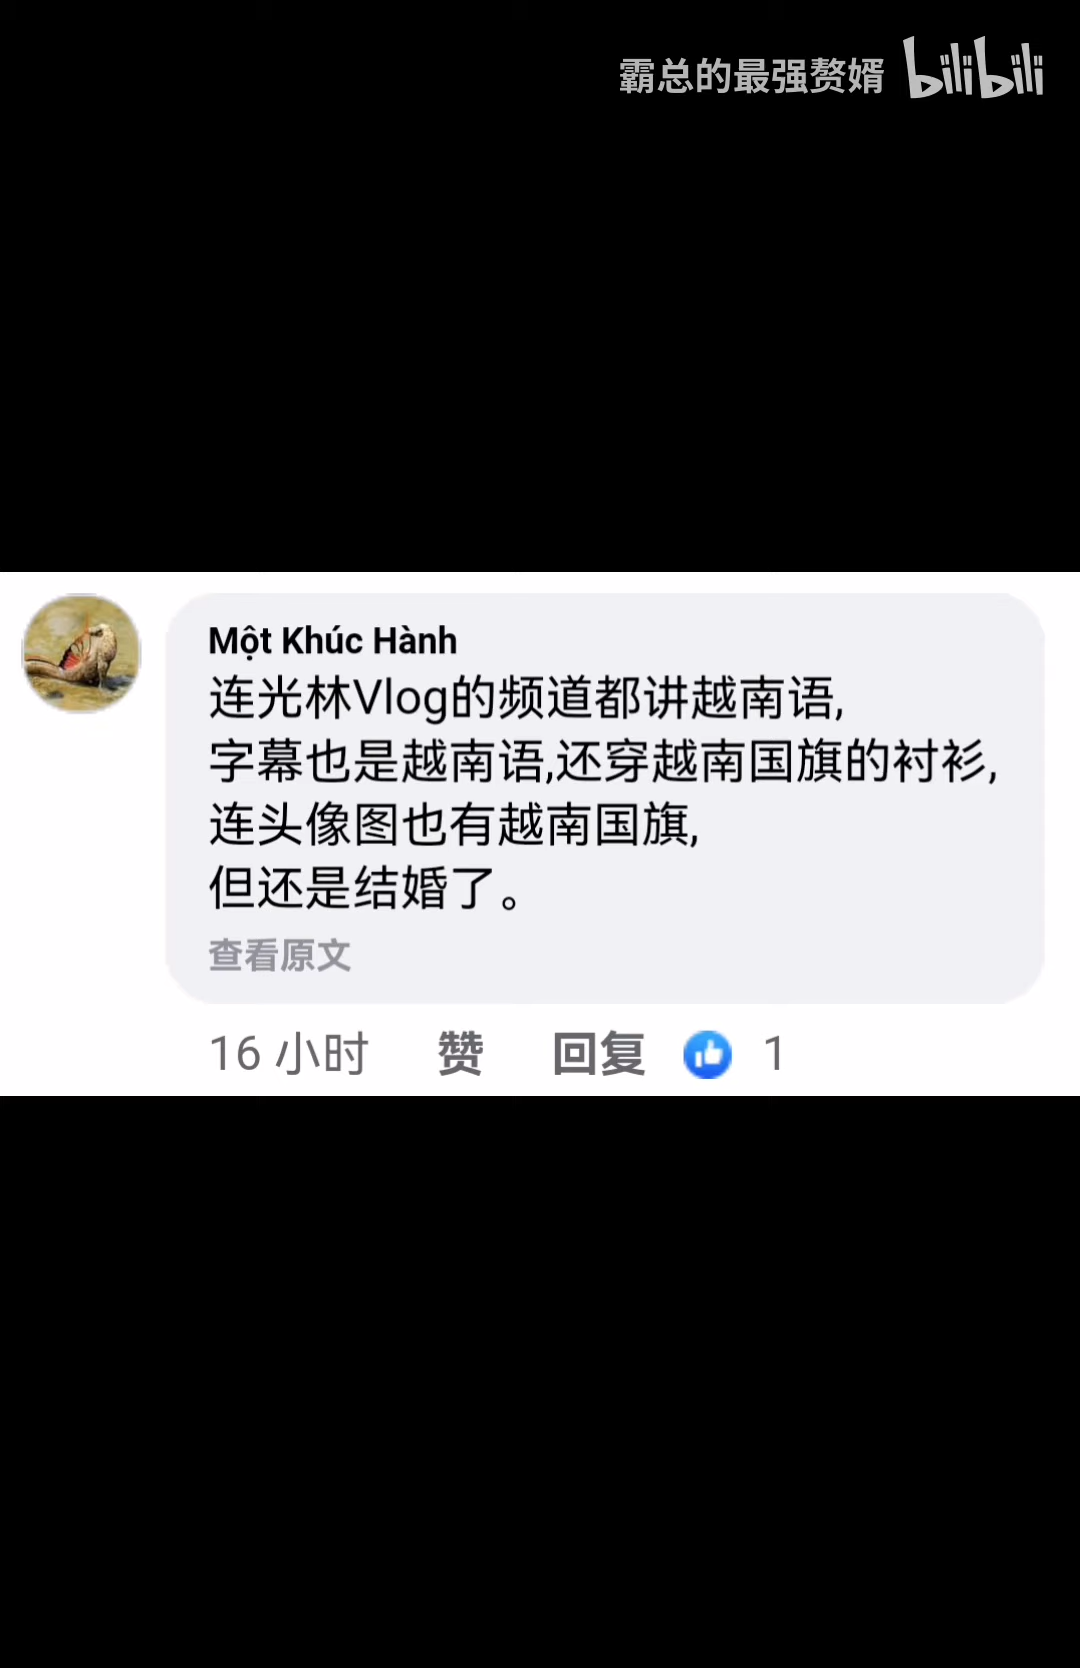 霸总的最强赘婿 bilibili
Một Khúc Hành
连光林Vlog的频道都讲越南语,
字幕也是越南语,还穿越南国旗的衬衫,
连头像图也有越南国旗,
但还是结婚了。
查看原文
16 小时 赞 回复 1